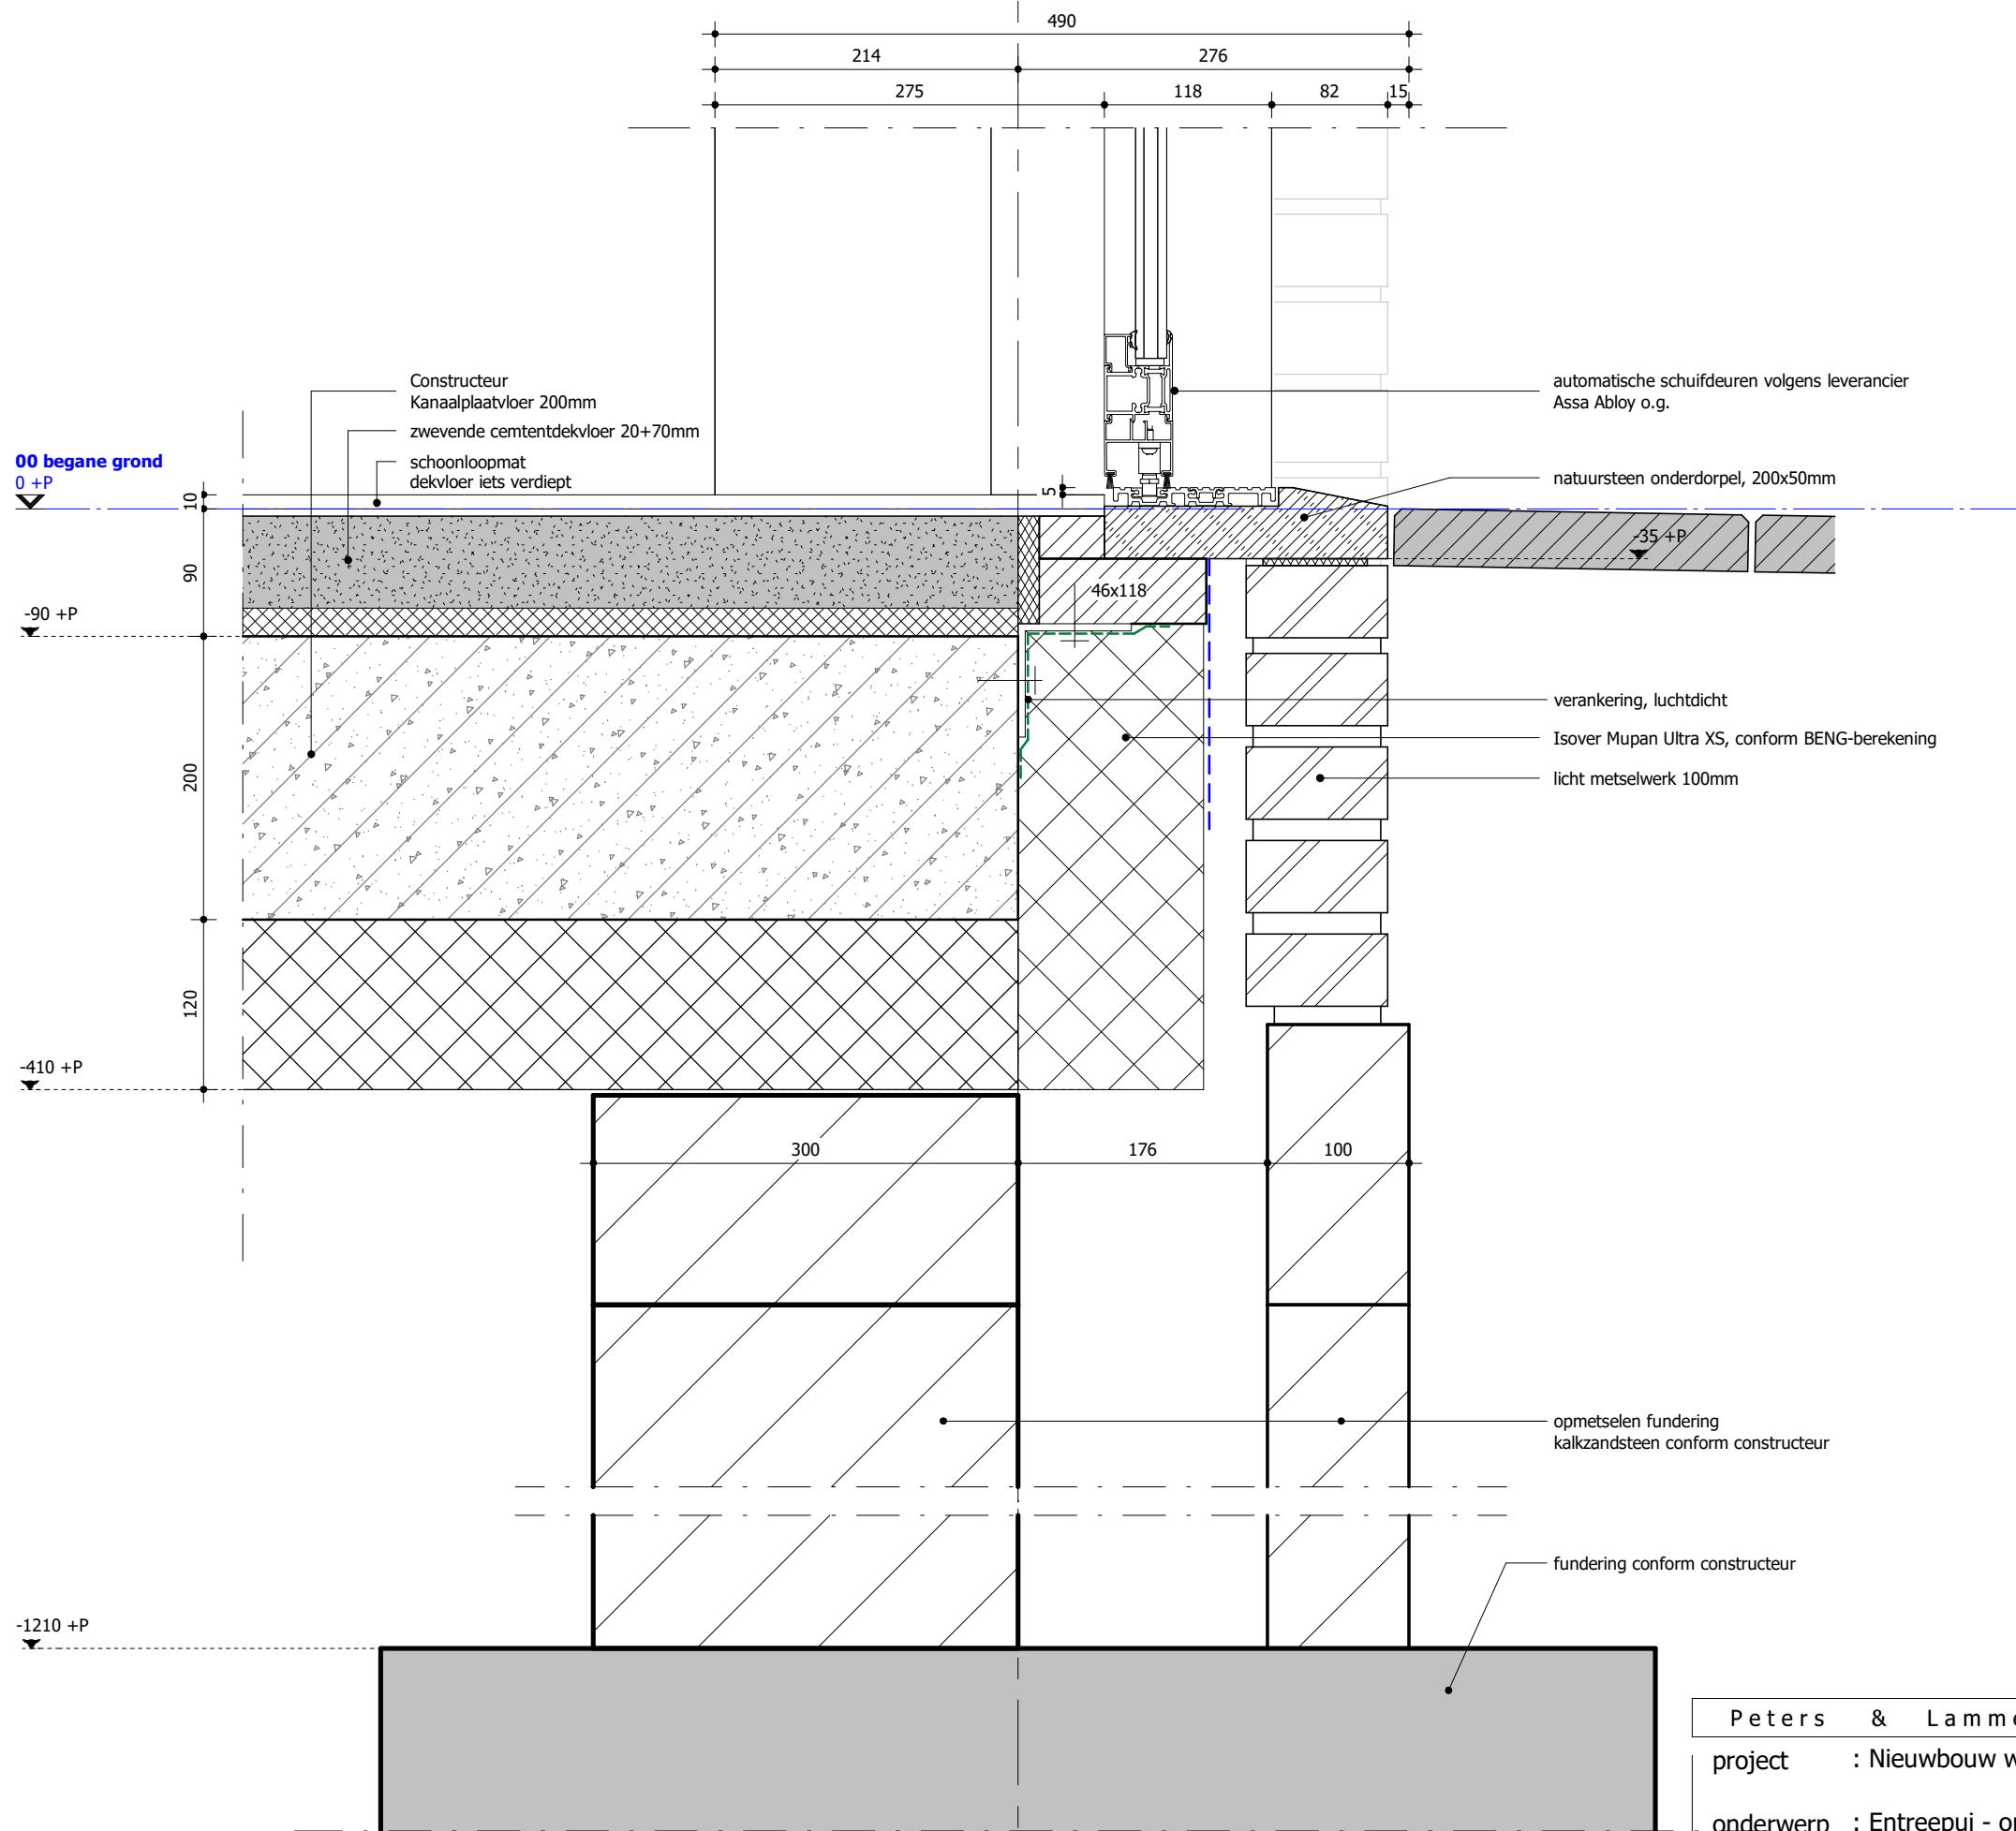 490
214
276
275
118
82
15
Constructeur
Kanaalplaatvloer 200mm
zwevende cemtentdekvloer 20+70mm
schoonloopmat
dekvloer iets verdiept
automatische schuifdeuren volgens leverancier
Assa Abloy o.g.
00 begane grond
0 +P
natuursteen onderdorpel, 200x50mm
10
5
-35 +P
90
46x118
-90 +P
verankering, luchtdicht
Isover Mupan Ultra XS, conform BENG-berekening
licht metselwerk 100mm
200
120
-410 +P
300
176
100
opmetselen fundering
kalkzandsteen conform constructeur
fundering conform constructeur
-1210 +P
Peters &
project : Nieuwbouw
onderwerp : Entreepui -